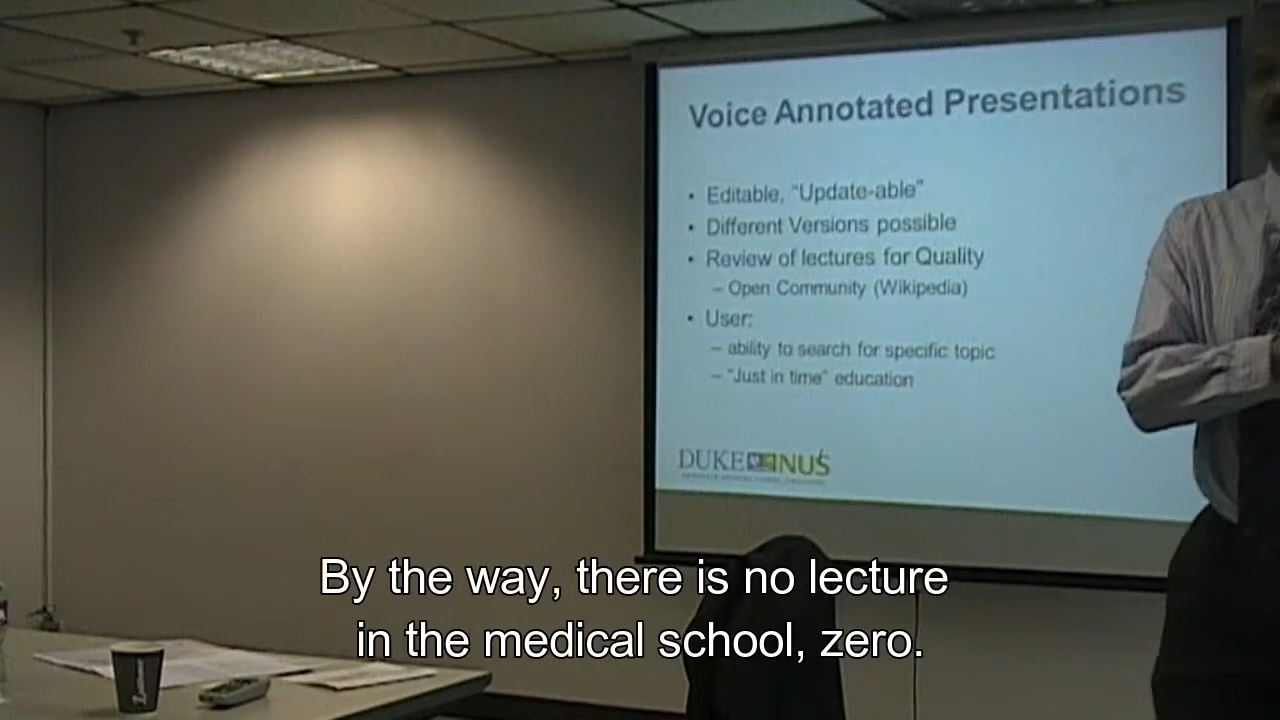 Voice Annotated Presentations
• Editable, "Update-able"
• Different Versions possible
• Review of lectures for Quality
– Open Community (Wikipedia)
• User:
– ability to search for specific topic
– "Just in time" education
DUKE NUS
By the way, there is no lecture
in the medical school, zero.